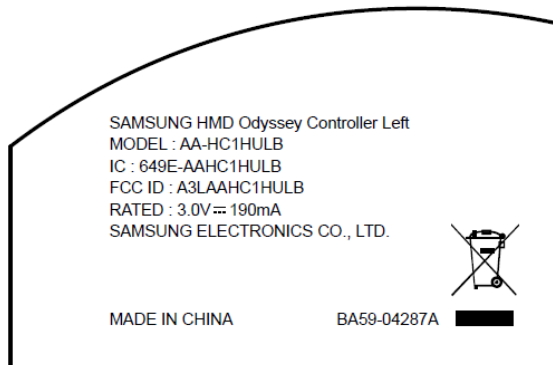 SAMSUNG HMD Odyssey Controller Left
MODEL : AA-HC1HULB
IC : 649E-AAHC1HULB
FCC ID : A3LAAHC1HULB
RATED : 3.0V⎓190mA
SAMSUNG ELECTRONICS CO., LTD.
MADE IN CHINA BA59-04287A